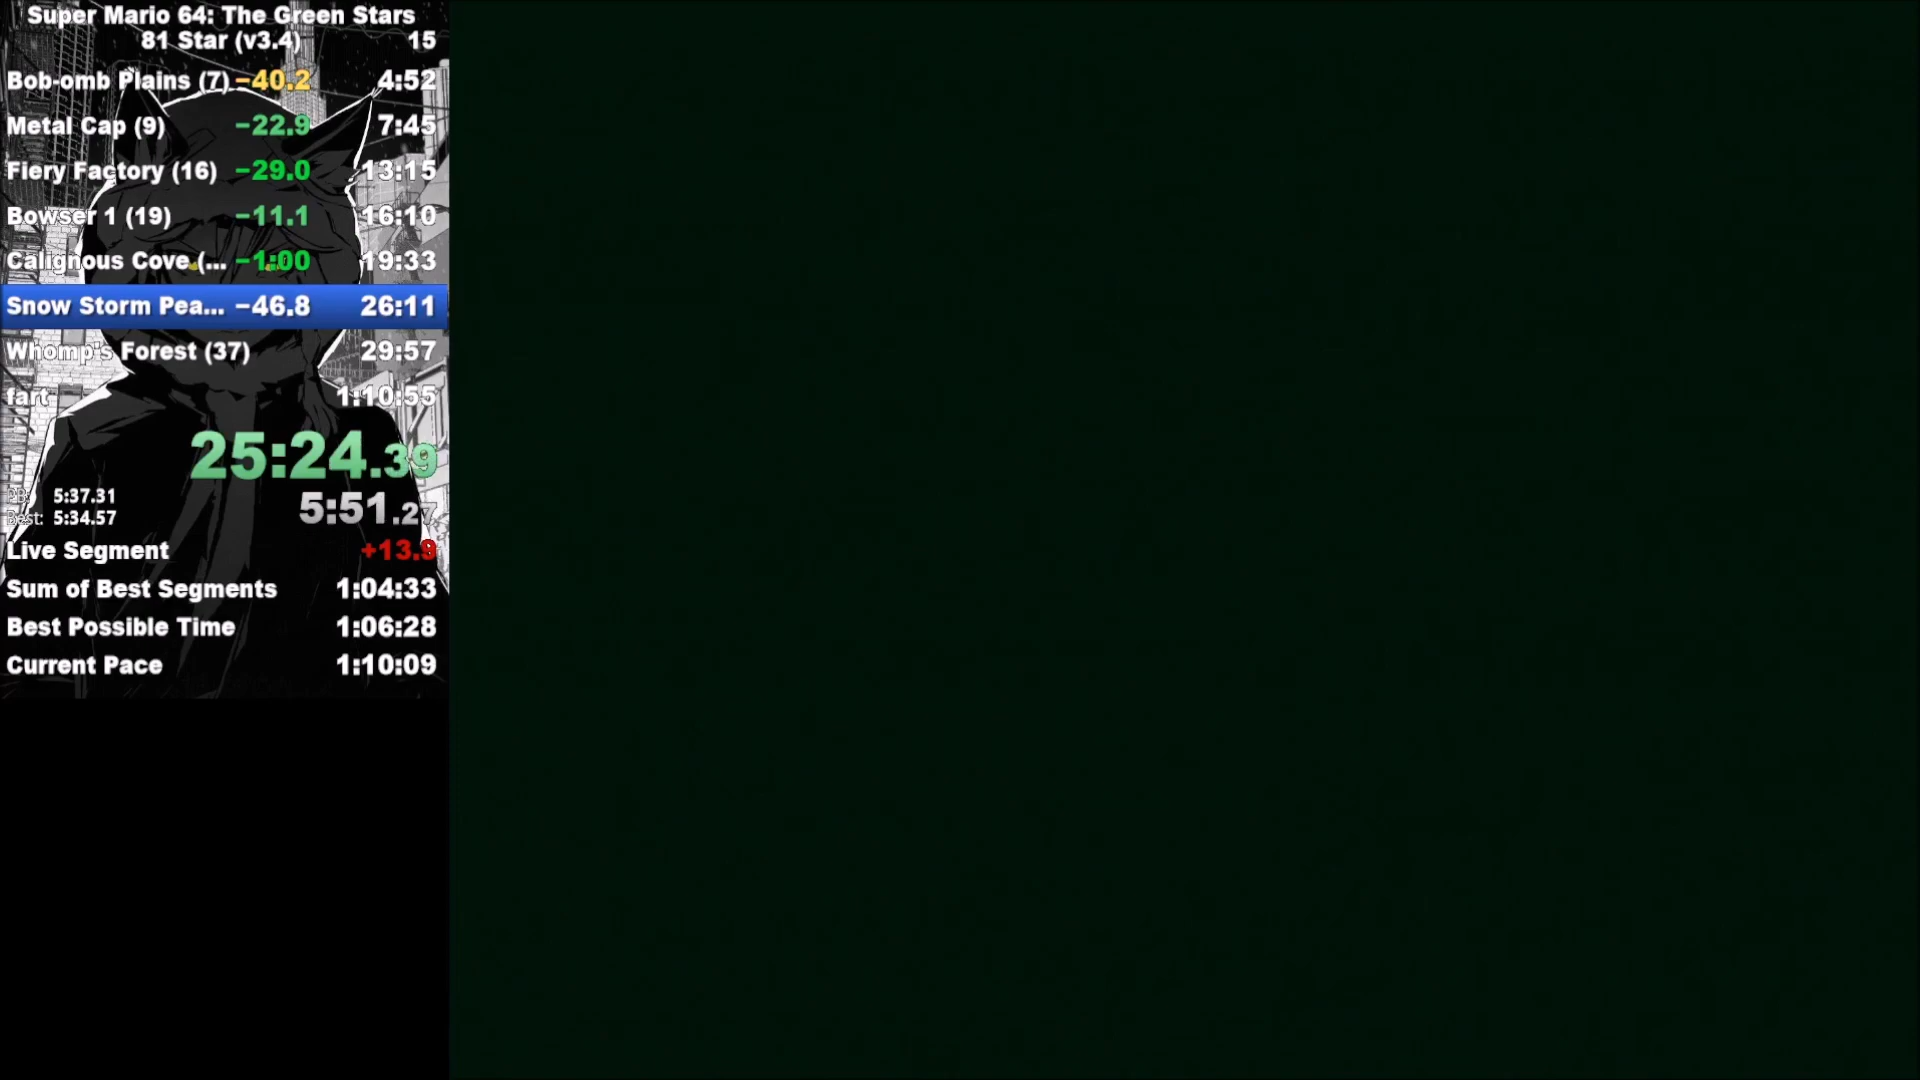 Super Mario 64: The Green Stars
81 Star (v3.4) 15
Bob-omb Plains (7) −40.2 4:52
Metal Cap (9) −22.9 7:45
Fiery Factory (16) −29.0 13:15
Bowser 1 (19) −11.1 16:10
Calignous Cove (... −1:00 19:33
Snow Storm Pea... −46.8 26:11
Whomp's Forest (37) 29:57
fart 1:10:55
25:24.39
PB: 5:37.31 5:51.27
Best: 5:34.57
Live Segment +13.9
Sum of Best Segments 1:04:33
Best Possible Time 1:06:28
Current Pace 1:10:09